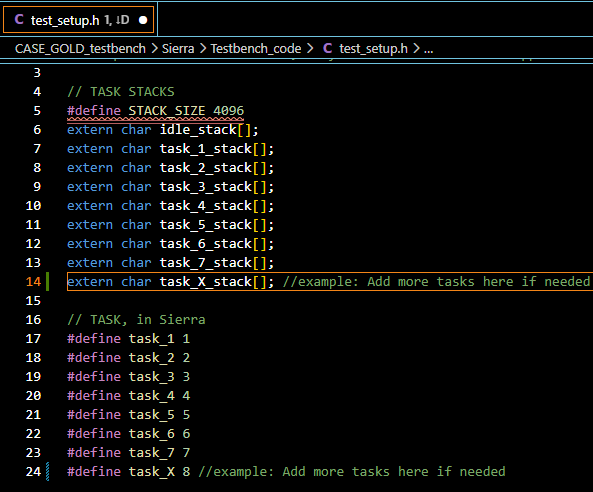 C test_setup.h 1, ↓D ●
CASE_GOLD_testbench > Sierra > Testbench_code > C test_setup.h > ...
3
4 // TASK STACKS
5 #define STACK_SIZE 4096
6 extern char idle_stack[];
7 extern char task_1_stack[];
8 extern char task_2_stack[];
9 extern char task_3_stack[];
10 extern char task_4_stack[];
11 extern char task_5_stack[];
12 extern char task_6_stack[];
13 extern char task_7_stack[];
14 extern char task_X_stack[]; //example: Add more tasks here if needed
15
16 // TASK, in Sierra
17 #define task_1 1
18 #define task_2 2
19 #define task_3 3
20 #define task_4 4
21 #define task_5 5
22 #define task_6 6
23 #define task_7 7
24 #define task_X 8 //example: Add more tasks here if needed